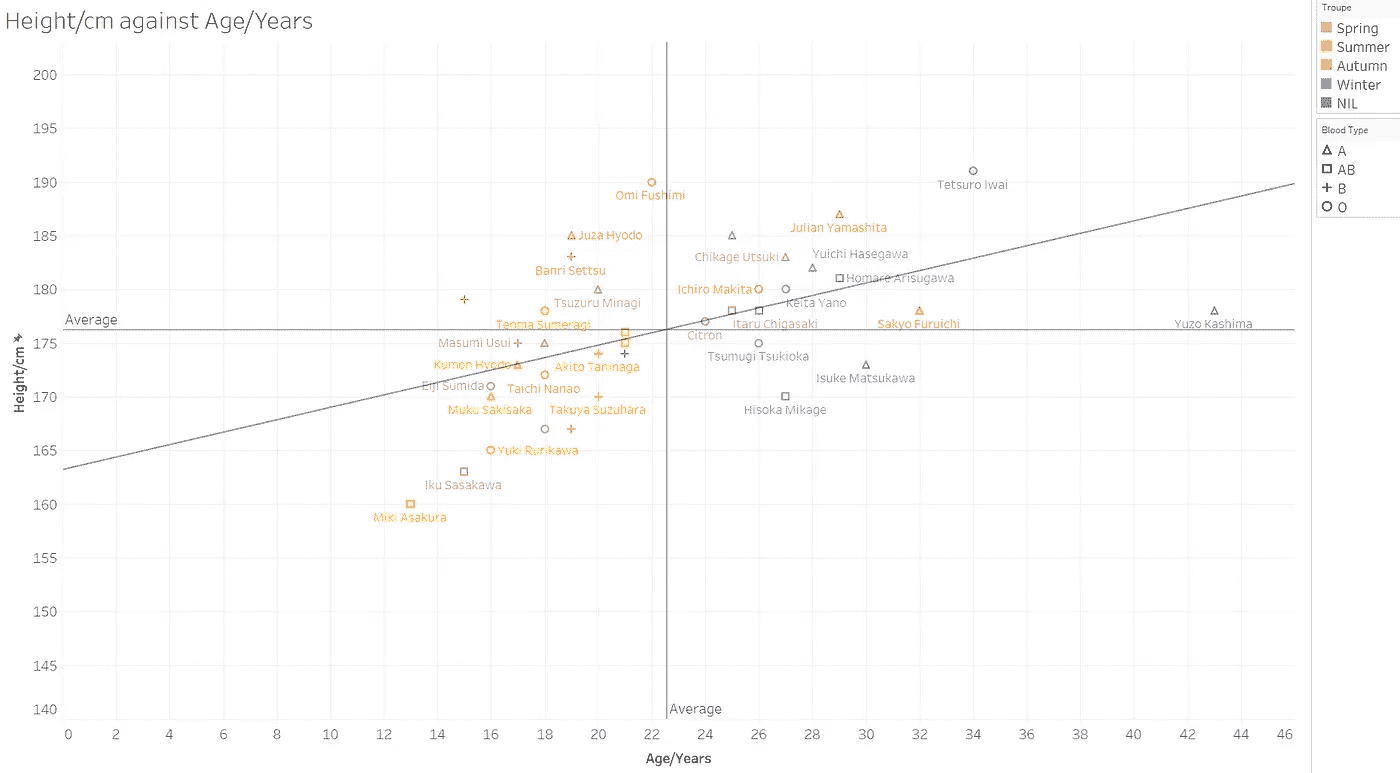 Height/cm against Age/Years
Troupe
Spring
Summer
Autumn
Winter
NIL
Blood Type
A
AB
B
O
200
195
190
185
180
175
170
165
160
155
150
145
140
Height/cm
Average
Tetsuro Iwai
Omi Fushimi
Julian Yamashita
Juza Hyodo
Yuichi Hasegawa
Chikage Utsuki
Banri Settsu
Homare Arisugawa
Ichiro Makita
Tsuzuru Minagi
Keita Yano
Tenma Sumeragi
Itaru Chigasaki
Sakyo Furuichi
Yuzo Kashima
Citron
Masumi Usui
Tsumugi Tsukioka
Kumon Hyodo
Akito Taninaga
Isuke Matsukawa
Eiji Sumida
Taichi Nanao
Muku Sakisaka
Takuya Suzuhara
Hisoka Mikage
Yuki Rurikawa
Iku Sasakawa
Miki Asakura
Average
0 2 4 6 8 10 12 14 16 18 20 22 24 26 28 30 32 34 36 38 40 42 44 46
Age/Years